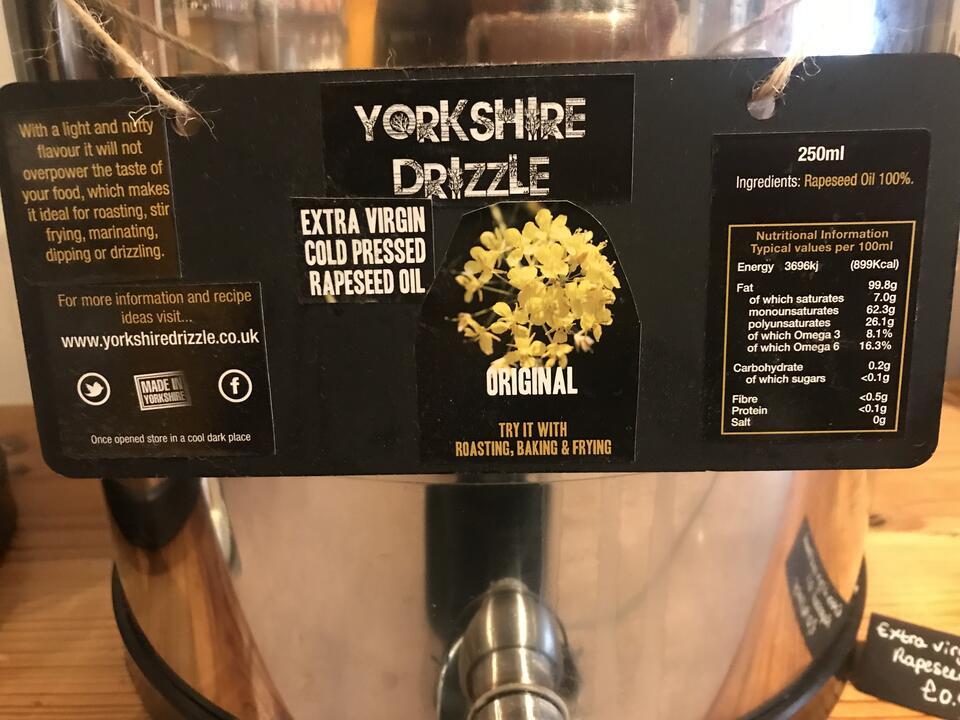 YORKSHIRE
DRIZZLE
With a light and nutty
flavour it will not
overpower the taste of
your food, which makes
it ideal for roasting, stir
frying, marinating,
dipping or drizzling.
For more information and recipe
ideas visit...
www.yorkshiredrizzle.co.uk
MADE IN
YORKSHIRE
f
Once opened store in a cool dark place
EXTRA VIRGIN
COLD PRESSED
RAPESEED OIL
ORIGINAL
TRY IT WITH
ROASTING, BAKING & FRYING
250ml
Ingredients: Rapeseed Oil 100%.
Nutritional Information
Typical values per 100ml
Energy 3696kj (899Kcal)
Fat 99.8g
of which saturates 7.0g
monounsaturates 62.3g
polyunsaturates 26.1g
of which Omega 3 8.1%
of which Omega 6 16.3%
Carbohydrate 0.2g
of which sugars <0.1g
Fibre <0.5g
Protein <0.1g
Salt 0g
Extra
£0.